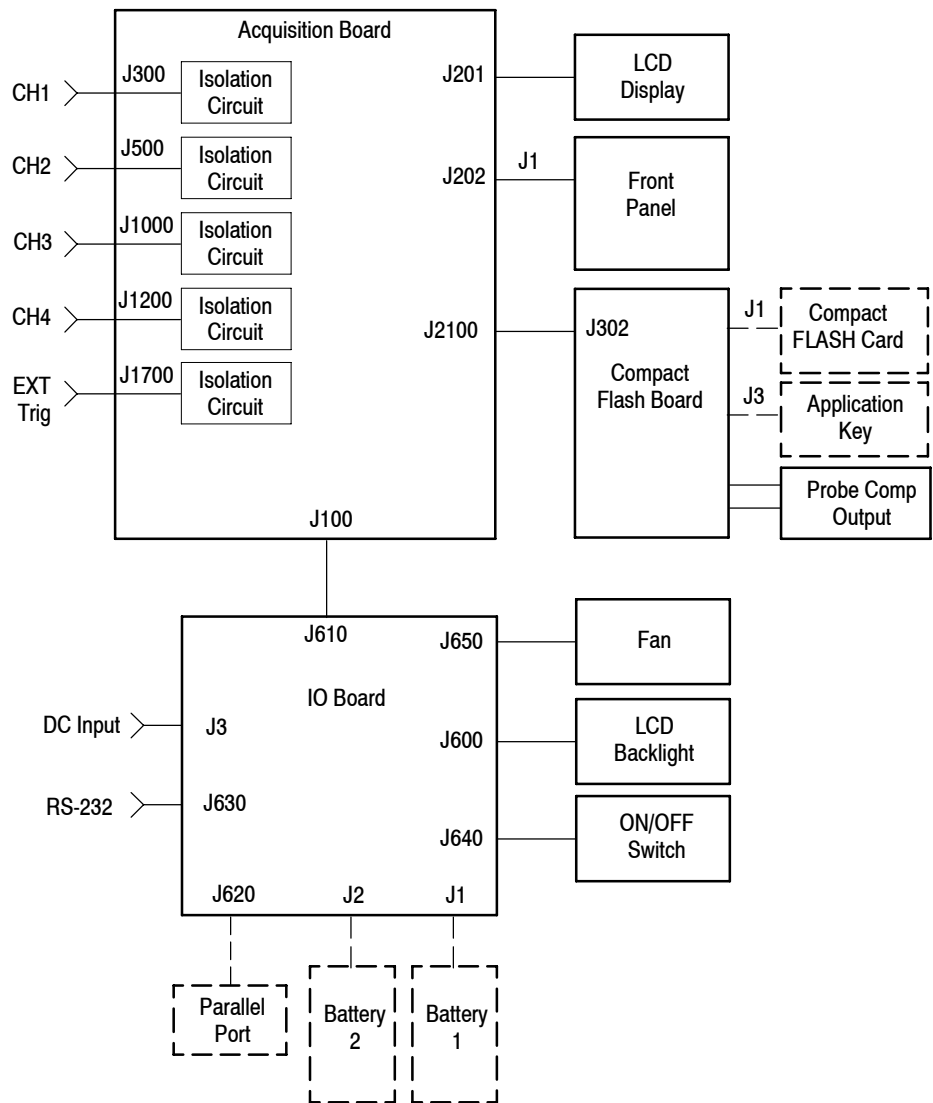 Acquisition Board
CH1
J300
Isolation
Circuit
CH2
J500
Isolation
Circuit
CH3
J1000
Isolation
Circuit
CH4
J1200
Isolation
Circuit
EXT
Trig
J1700
Isolation
Circuit
J201
LCD
Display
J202
J1
Front
Panel
J2100
J302
Compact
Flash Board
J1
Compact
FLASH Card
J3
Application
Key
Probe Comp
Output
J100
J610
IO Board
DC Input
J3
RS-232
J630
J650
Fan
J600
LCD
Backlight
J640
ON/OFF
Switch
J620
J2
J1
Parallel
Port
Battery
2
Battery
1